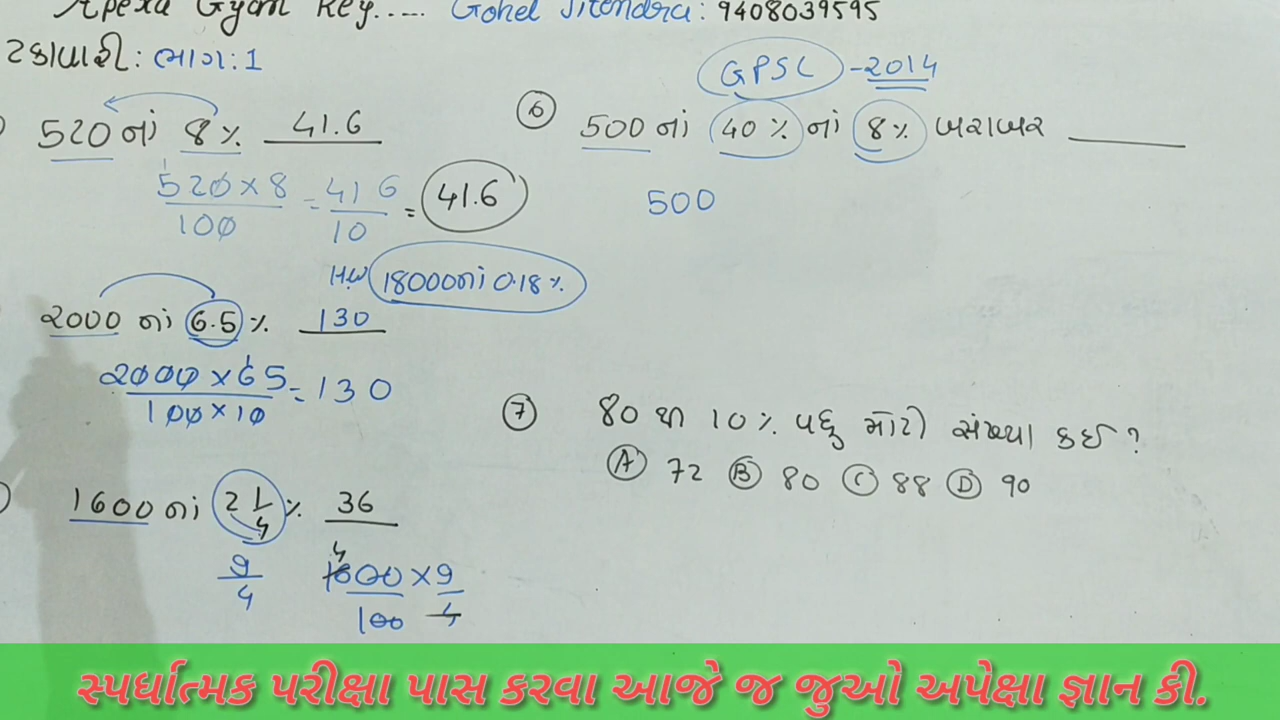 Apexa Gyan Key..... Gohel Jitendra: 9408039595
ટકાવારી: ભાગ: 1
520 નાં 8% 41.6
520 × 8 / 100 = 416 / 10 = 41.6
HW 18000નાં 0.18%
2000 નાં 6.5% 130
2000 × 65 / 100 × 10 = 130
1600 નાં 2 1/4 % 36
9/4
4
1600 / 100 × 9 / 4
GPSC - 2014
6 500 નાં 40% નાં 8% બરાબર ______
500
7 80 થી 10% વધુ મોટી સંખ્યા કઈ ?
A 72 B 80 C 88 D 90
સ્પર્ધાત્મક પરીક્ષા પાસ કરવા આજે જ જુઓ અપેક્ષા જ્ઞાન કી.